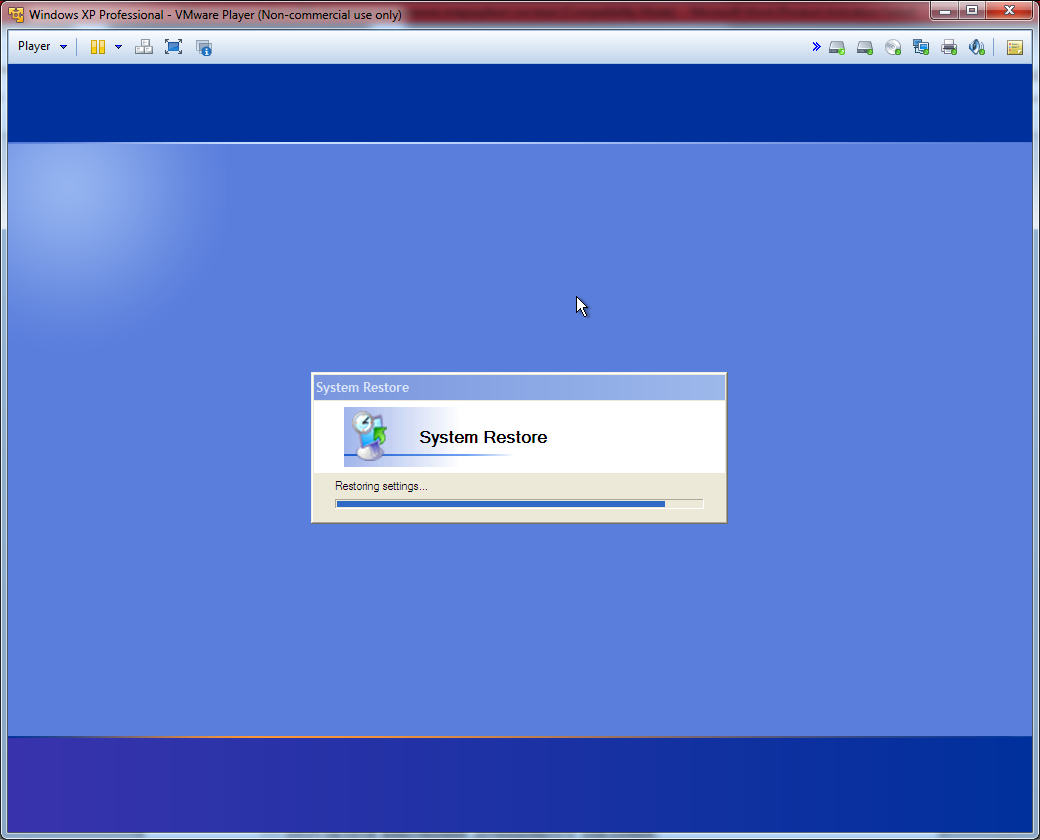 Windows XP Professional - VMware Player (Non-commercial use only)
Player
System Restore
System Restore
Restoring settings...